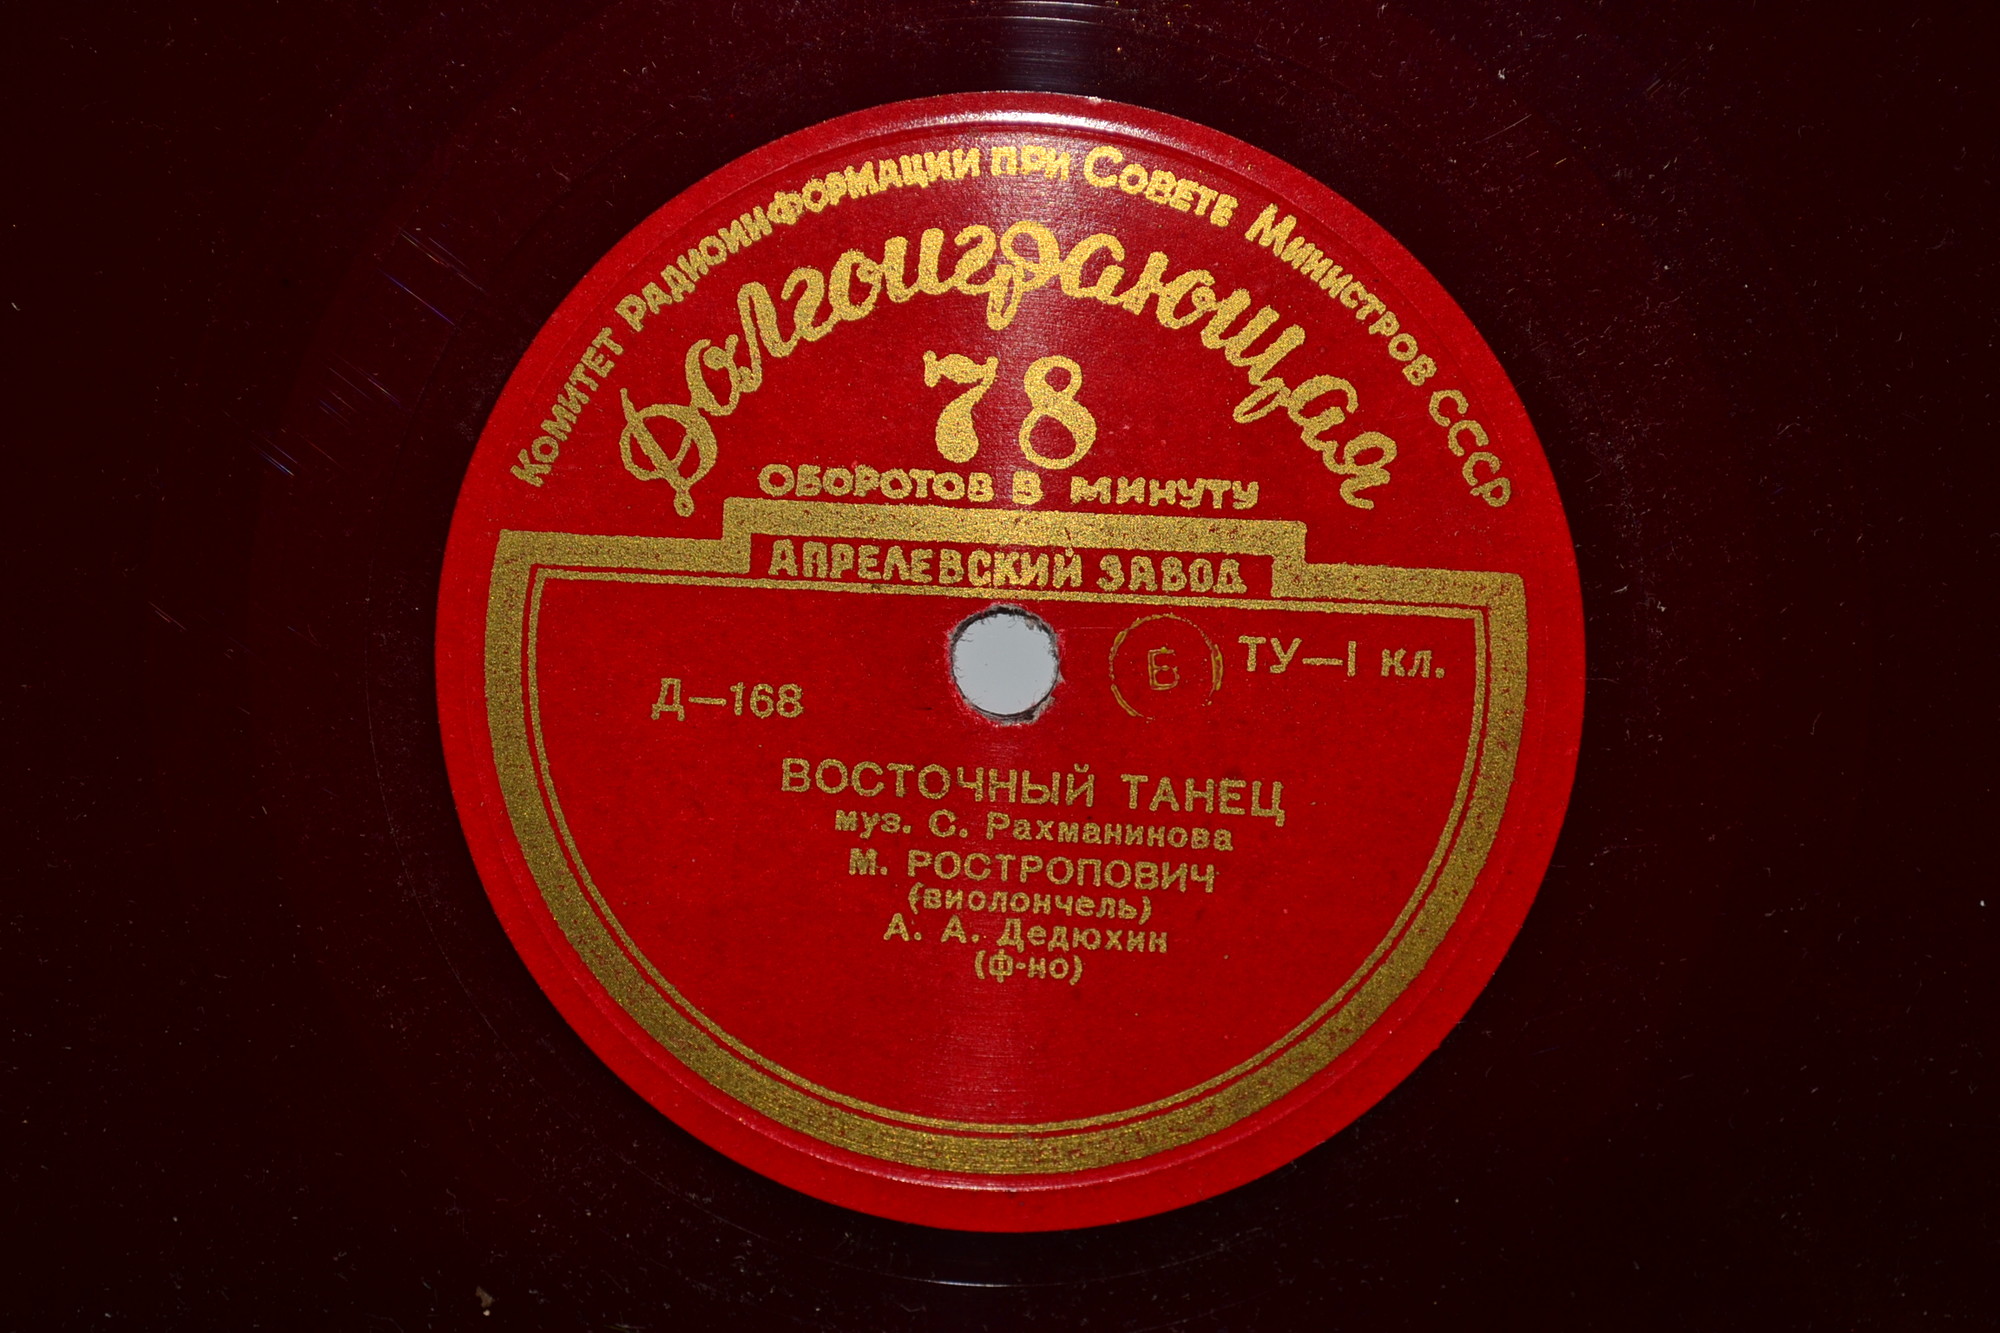 Комитет Радиоинформации при Совете Министров СССР
Долгоиграющая
78
ОБОРОТОВ В МИНУТУ
АПРЕЛЕВСКИЙ ЗАВОД
Б
ТУ—I кл.
Д—168
ВОСТОЧНЫЙ ТАНЕЦ
муз. С. Рахманинова
М. РОСТРОПОВИЧ
(виолончель)
А. А. Дедюхин
(ф-но)